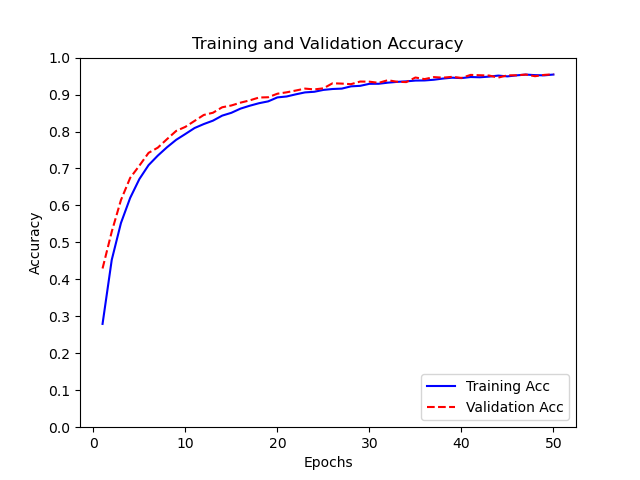 Training and Validation Accuracy
1.0
0.9
0.8
0.7
0.6
0.5
0.4
0.3
0.2
0.1
0.0
Accuracy
Training Acc
Validation Acc
0 10 20 30 40 50
Epochs